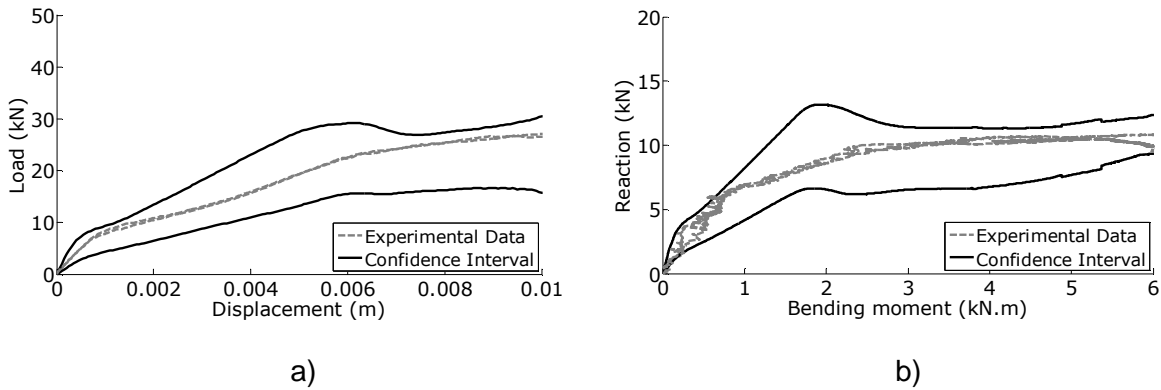 50
40
30
20
10
0
Load (kN)
0 0.002 0.004 0.006 0.008 0.01
Displacement (m)
Experimental Data
Confidence Interval
a)
20
15
10
5
0
Reaction (kN)
0 1 2 3 4 5 6
Bending moment (kN.m)
Experimental Data
Confidence Interval
b)